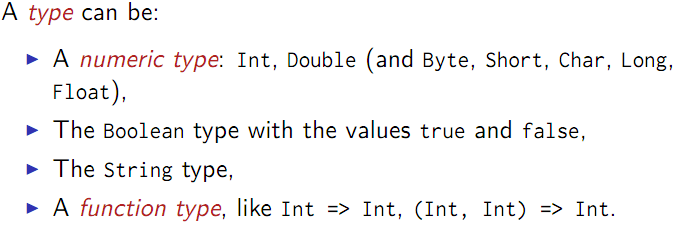 A type can be:
▶ A numeric type: Int, Double (and Byte, Short, Char, Long,
Float),
▶ The Boolean type with the values true and false,
▶ The String type,
▶ A function type, like Int => Int, (Int, Int) => Int.